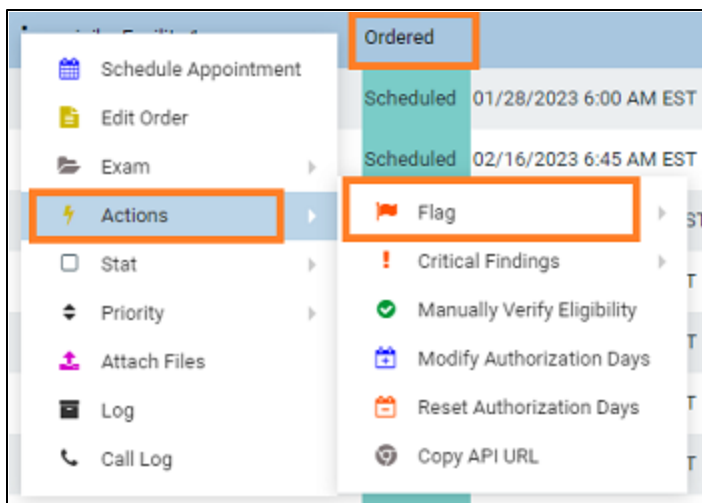 Ordered
Schedule Appointment
Scheduled 01/28/2023 6:00 AM EST
Edit Order
Exam
Scheduled 02/16/2023 6:45 AM EST
Actions
Flag
Stat
Critical Findings
Priority
Manually Verify Eligibility
Attach Files
Modify Authorization Days
Log
Reset Authorization Days
Call Log
Copy API URL